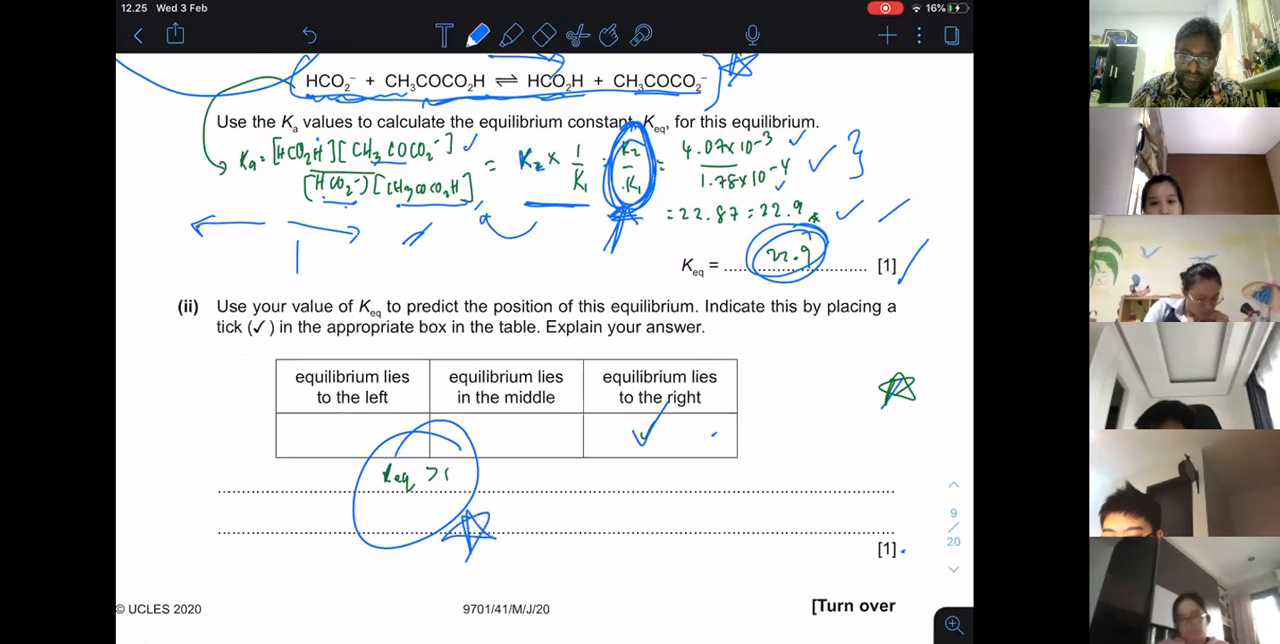 12.25 Wed 3 Feb
16%
HCO₂⁻ + CH₃COCO₂H ⇌ HCO₂H + CH₃COCO₂⁻
Use the Kₐ values to calculate the equilibrium constant, Keq, for this equilibrium.
Ka = [HCO₂H][CH₃COCO₂⁻] / [HCO₂⁻][CH₃COCO₂H] = K₂ × 1/K₁ = K₂/K₁ = 4.07×10⁻³ / 1.78×10⁻⁴
= 22.87 = 22.9
Keq = ..... 22.9 ..... [1]
(ii) Use your value of Keq to predict the position of this equilibrium. Indicate this by placing a
tick (✓) in the appropriate box in the table. Explain your answer.
equilibrium lies to the left
equilibrium lies in the middle
equilibrium lies to the right
✓
Keq >1
[1]
9
/
20
© UCLES 2020
9701/41/M/J/20
[Turn over